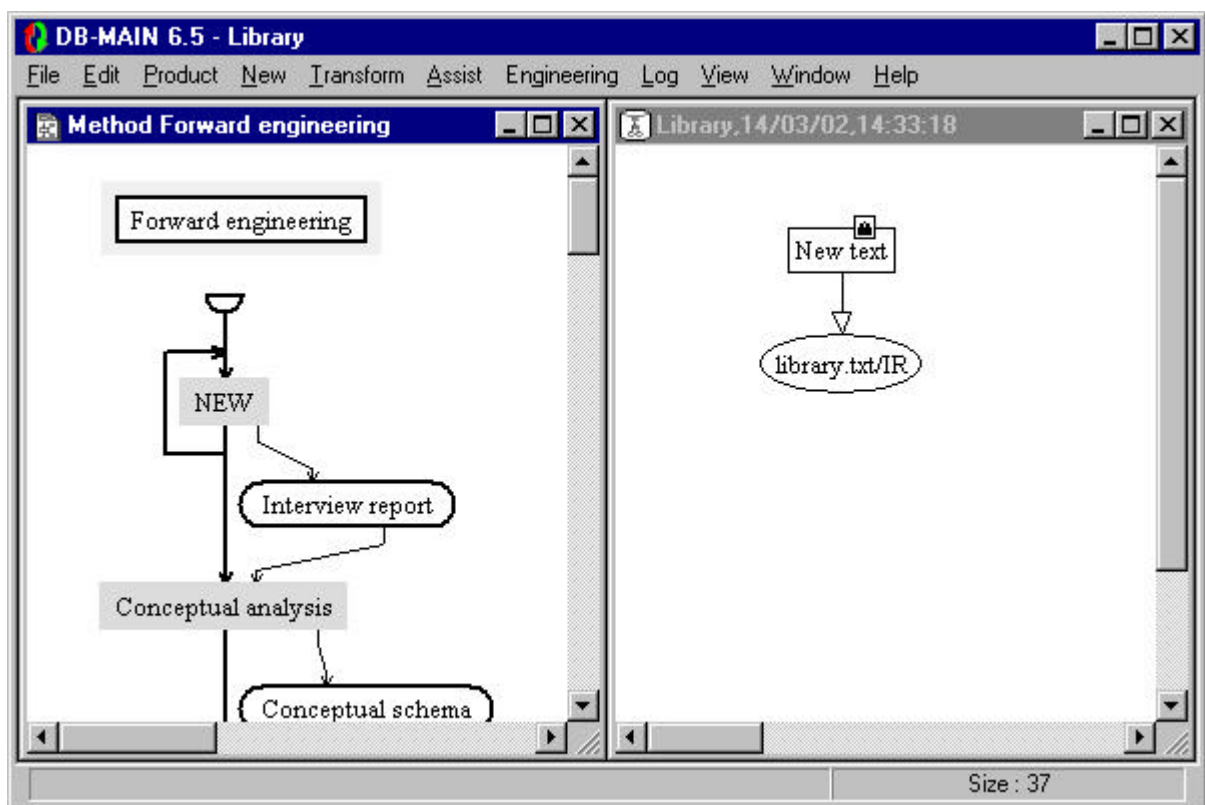 DB-MAIN 6.5 - Library
File Edit Product New Transform Assist Engineering Log View Window Help
Method Forward engineering
Forward engineering
NEW
Interview report
Conceptual analysis
Conceptual schema
Library,14/03/02,14:33:18
New text
library.txt/IR
Size : 37